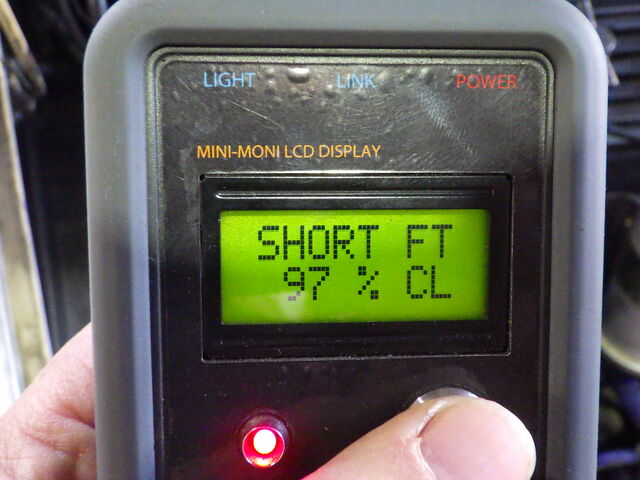 LIGHT LINK POWER
MINI-MONI LCD DISPLAY
SHORT FT
97 % CL